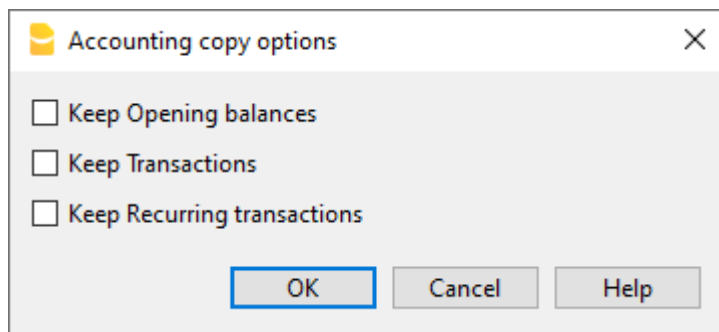 Accounting copy options
Keep Opening balances
Keep Transactions
Keep Recurring transactions
OK Cancel Help